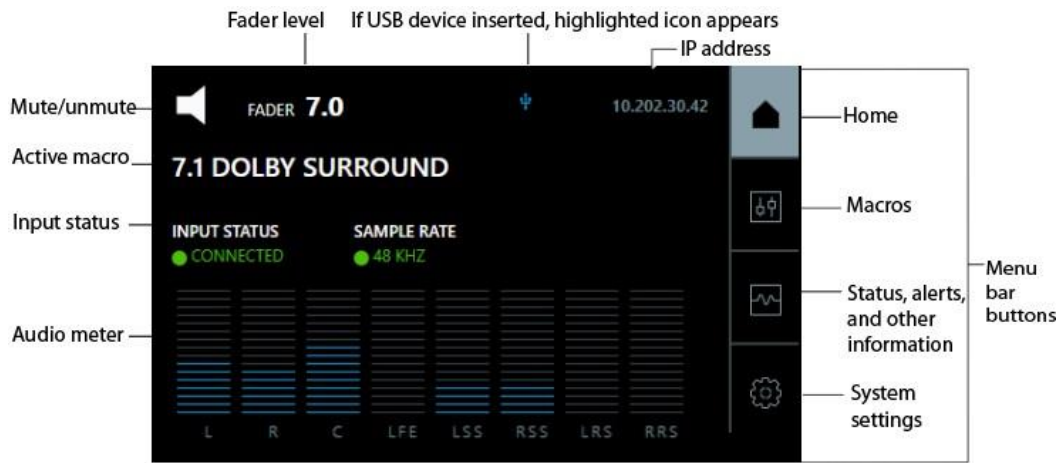 Fader level
If USB device inserted, highlighted icon appears
IP address
Mute/unmute
FADER 7.0
10.202.30.42
Home
Active macro
7.1 DOLBY SURROUND
Macros
Input status
INPUT STATUS
SAMPLE RATE
CONNECTED
48 KHZ
Menu
bar
buttons
Status, alerts,
and other
information
Audio meter
System
settings
L R C LFE LSS RSS LRS RRS